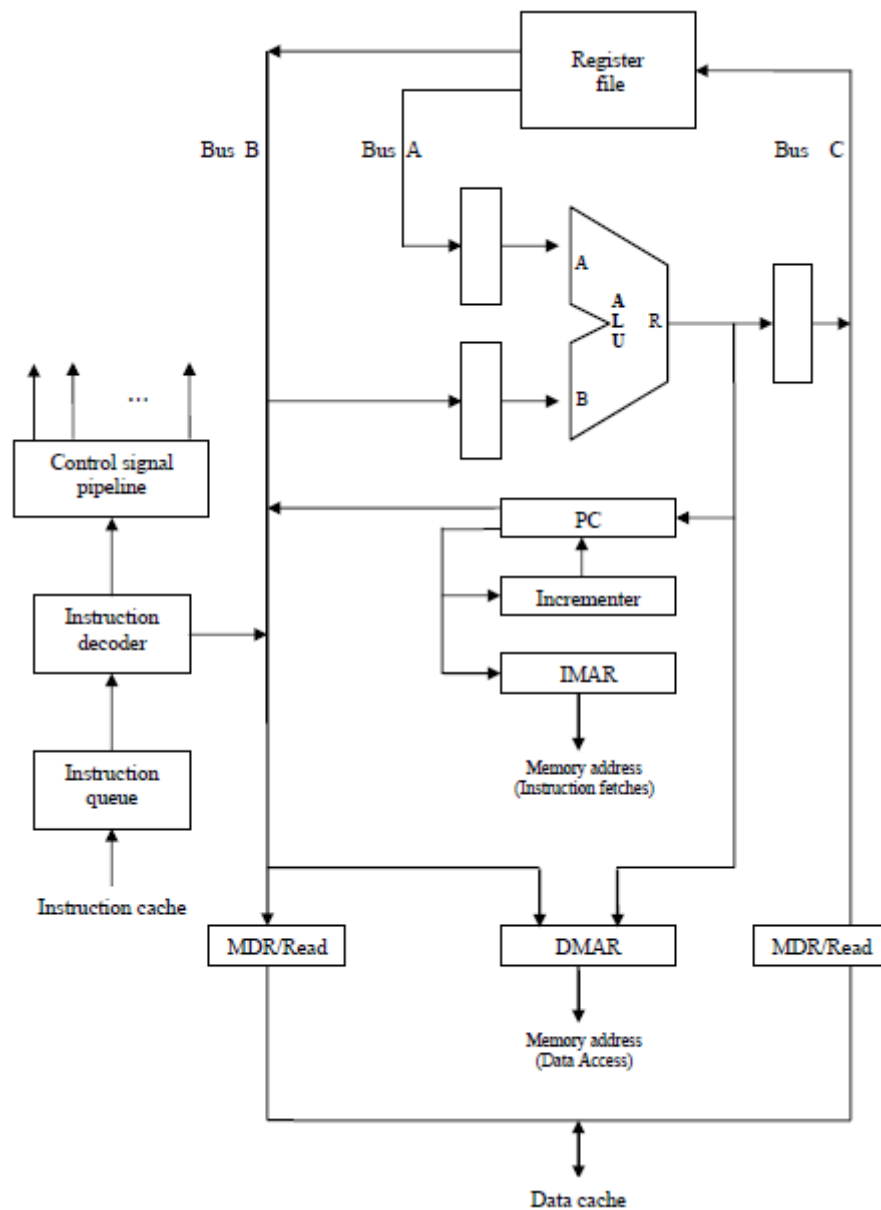 Register
file
Bus B
Bus A
Bus C
A
A
L
U
R
B
...
Control signal
pipeline
PC
Instruction
decoder
Incrementer
IMAR
Instruction
queue
Memory address
(Instruction fetches)
Instruction cache
MDR/Read
DMAR
MDR/Read
Memory address
(Data Access)
Data cache